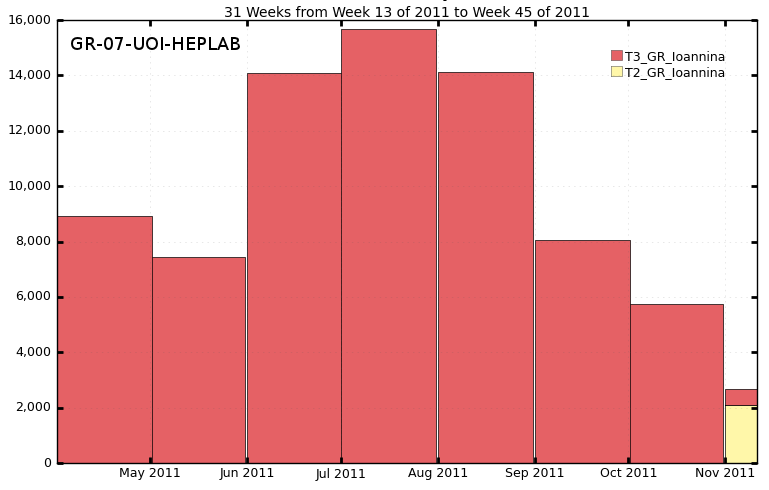 31 Weeks from Week 13 of 2011 to Week 45 of 2011
GR-07-UOI-HEPLAB
T3_GR_Ioannina
T2_GR_Ioannina
16,000
14,000
12,000
10,000
8,000
6,000
4,000
2,000
0
May 2011 Jun 2011 Jul 2011 Aug 2011 Sep 2011 Oct 2011 Nov 2011